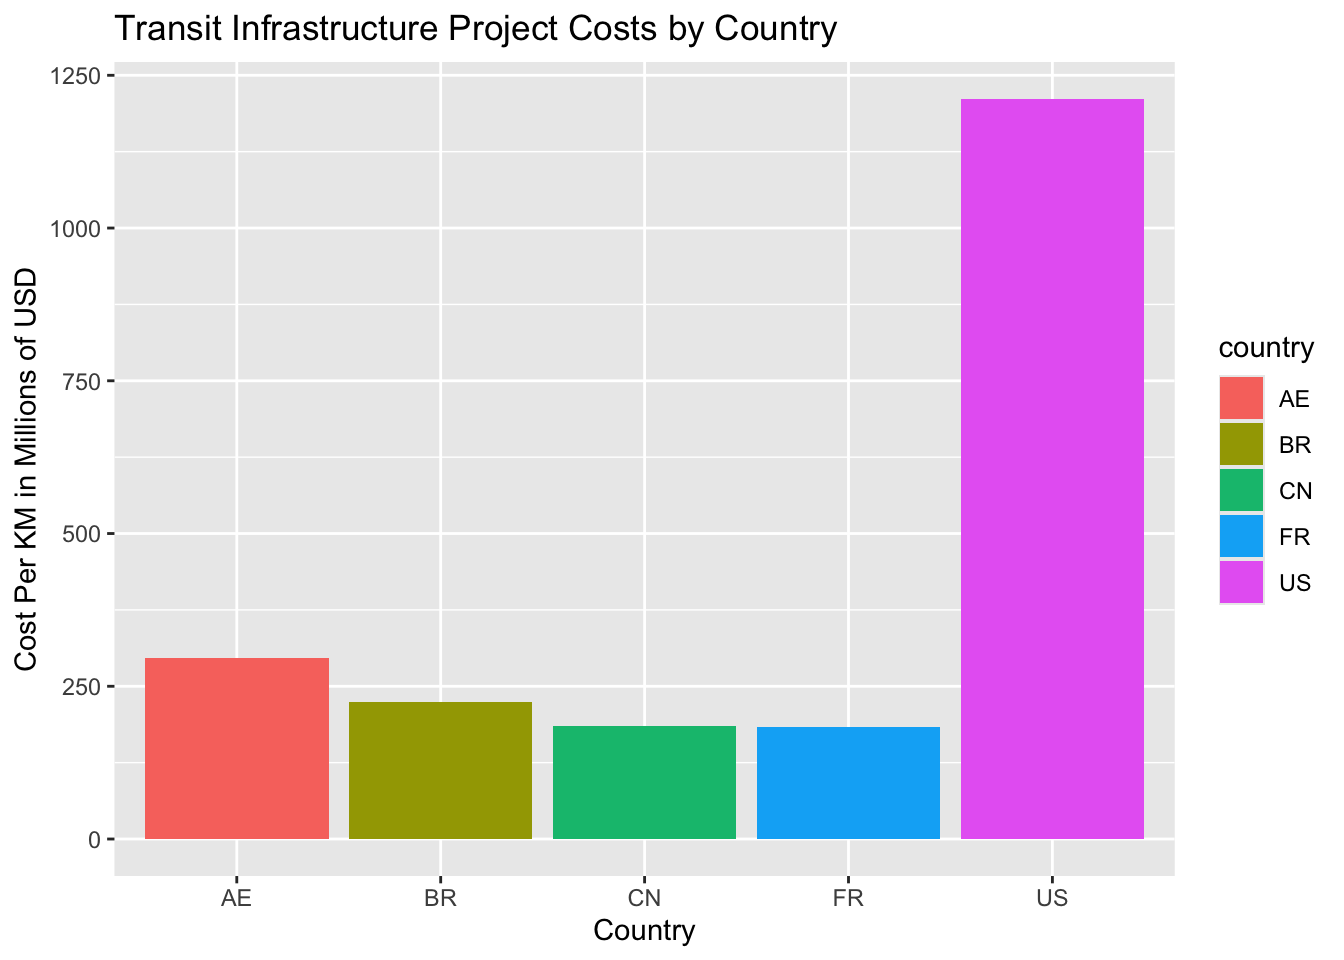 Transit Infrastructure Project Costs by Country
Cost Per KM in Millions of USD
1250
1000
750
500
250
0
AE
BR
CN
FR
US
Country
country
AE
BR
CN
FR
US